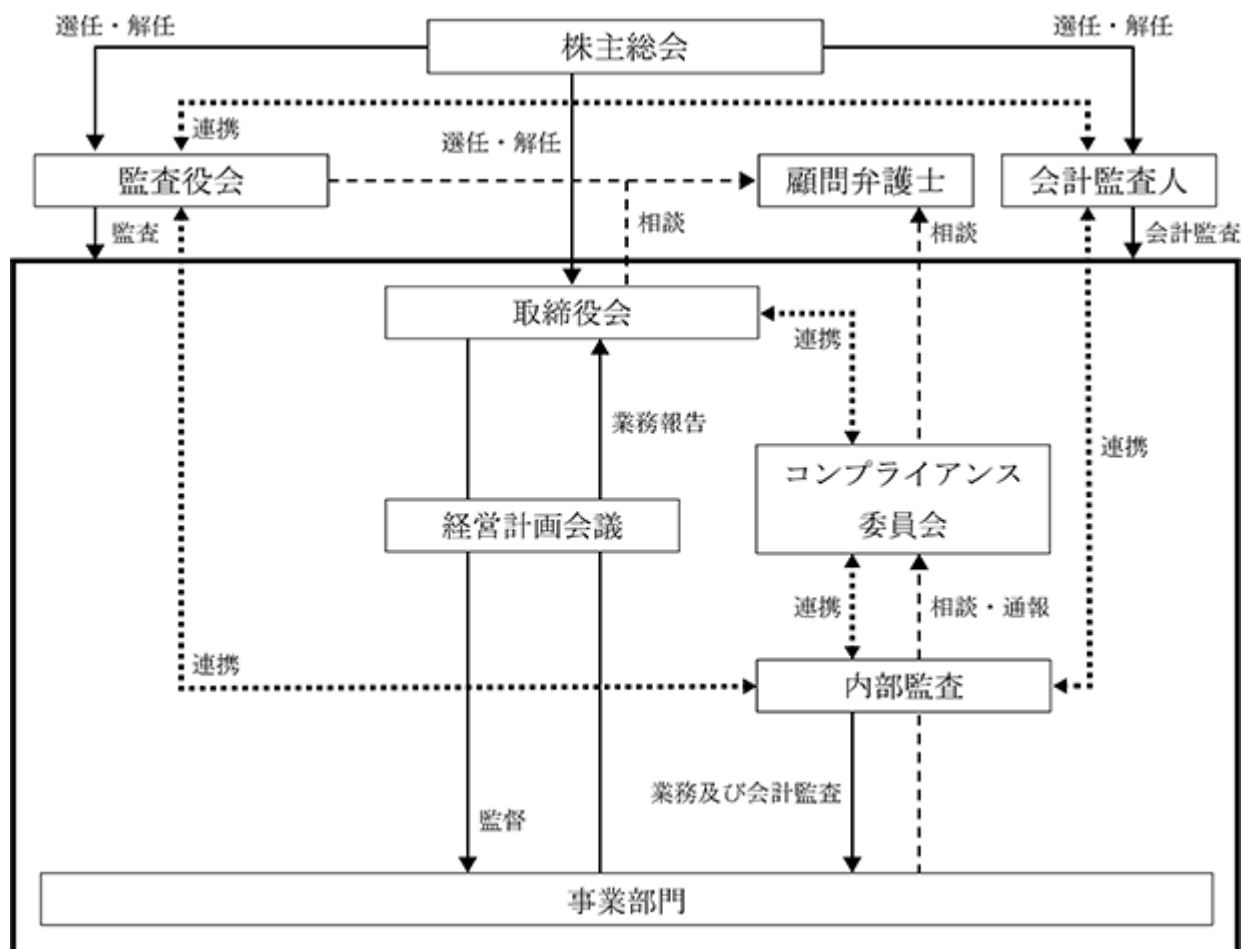 選任・解任
株主総会
選任・解任
連携
選任・解任
監査役会
顧問弁護士
会計監査人
監査
相談
相談
会計監査
取締役会
連携
業務報告
連携
コンプライアンス
委員会
経営計画会議
連携
相談・通報
連携
内部監査
業務及び会計監査
監督
事業部門